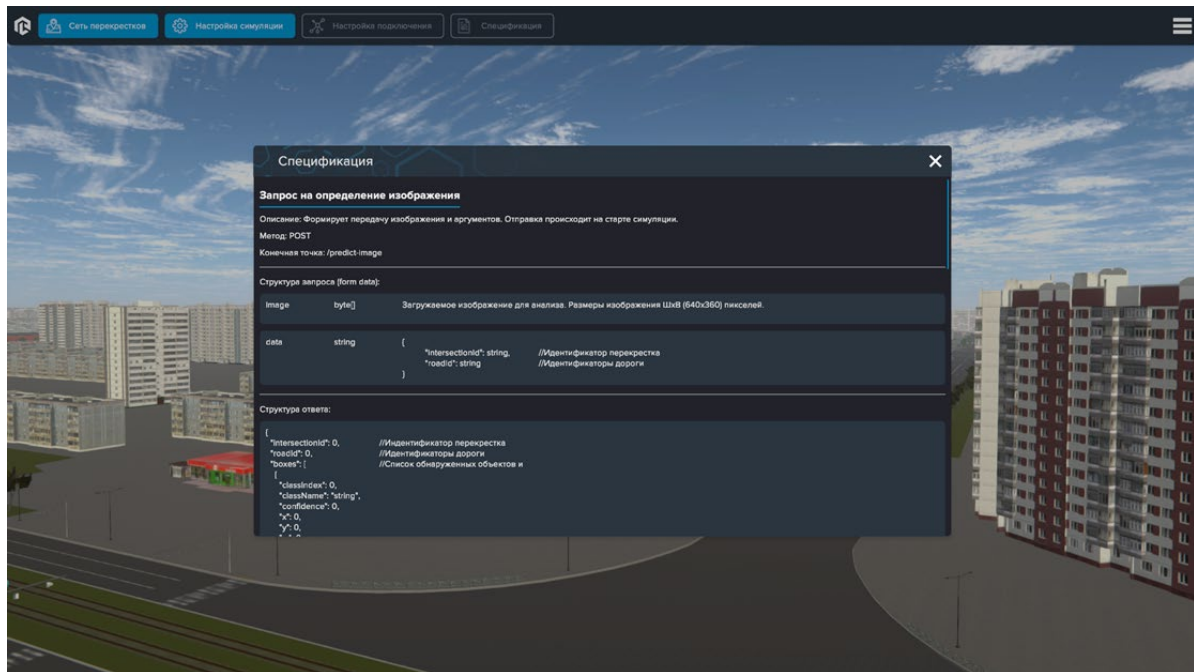 Сеть перекрестков
Настройка симуляции
Настройка подключения
Спецификация
Спецификация
Запрос на определение изображения
Описание: Формирует передачу изображения и аргументов. Отправка происходит на старте симуляции.
Метод: POST
Конечная точка: /predict-image
Структура запроса (form data):
image byte[] Загружаемое изображение для анализа. Размеры изображения ШхВ (640x360) пикселей.
data string {
"intersectionId": string, //Идентификатор перекрестка
"roadId": string //Идентификаторы дороги
}
Структура ответа:
{
"intersectionId": 0, //Индентификатор перекрестка
"roadId": 0, //Идентификаторы дороги
"boxes": [ //Список обнаруженных объектов и
{
"classIndex": 0,
"className": "string",
"confidence": 0,
"x": 0,
"y": 0,